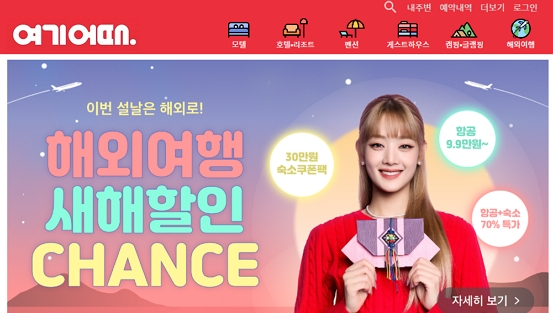 내주변 예약내역 더보기 로그인
여기어때.
모텔 호텔•리조트 펜션 게스트하우스 캠핑•글램핑 해외여행
이번 설날은 해외로!
해외여행
새해할인
CHANCE
30만원
숙소쿠폰팩
항공
9.9만원~
항공+숙소
70% 특가
자세히 보기 >